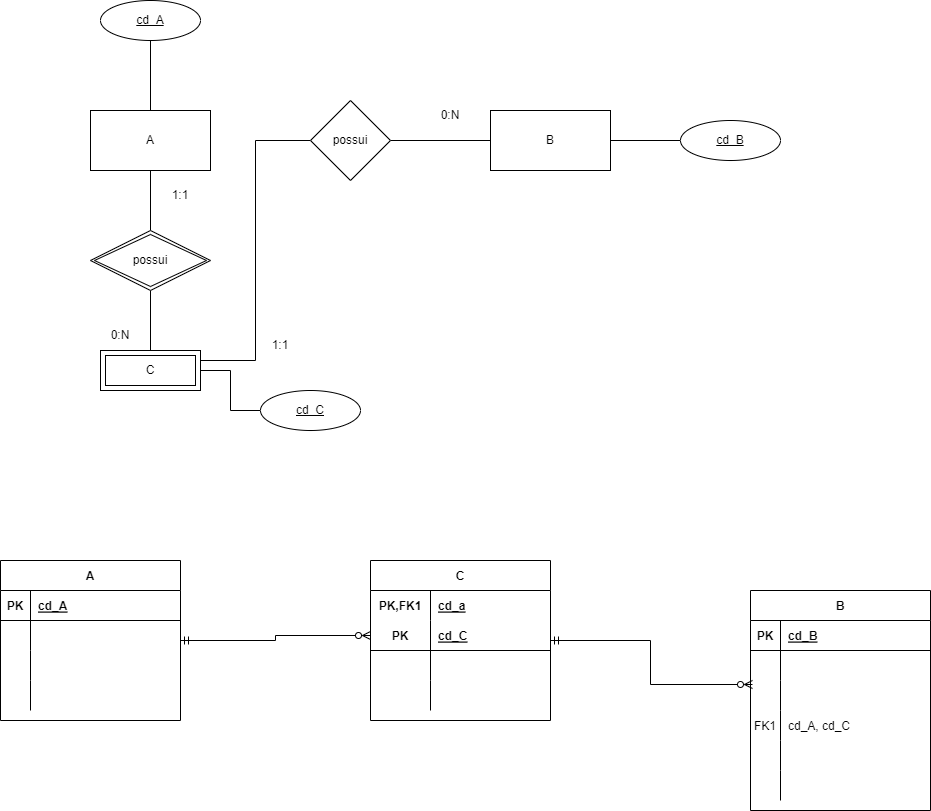 cd_A
A
1:1
possui
0:N
C
possui
0:N
B
cd_B
1:1
cd_C
A
PK cd_A
C
PK,FK1 cd_a
PK cd_C
B
PK cd_B
FK1 cd_A, cd_C